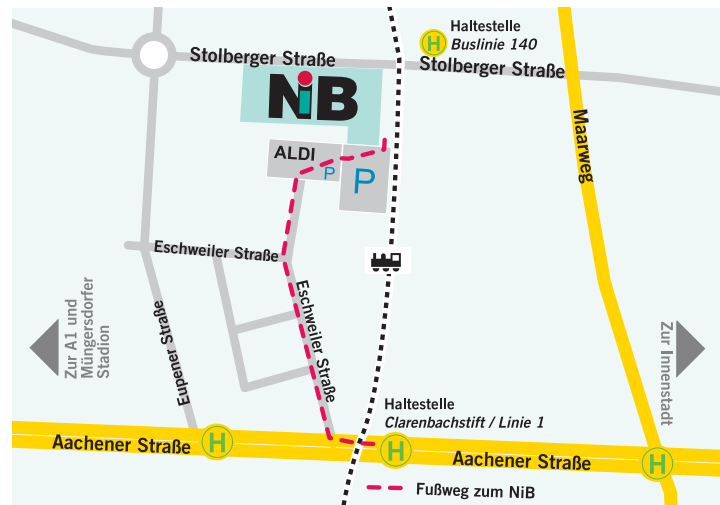 Haltestelle
Buslinie 140
Stolberger Straße
Stolberger Straße
NiB
ALDI
P
P
H
Maarweg
Eschweiler Straße
Eschweiler Straße
Eupener Straße
Zur A1 und
Müngersdorfer
Stadion
Zur Innenstadt
Haltestelle
Clarenbachstift / Linie 1
Aachener Straße
H
H
Aachener Straße
H
Fußweg zum NiB